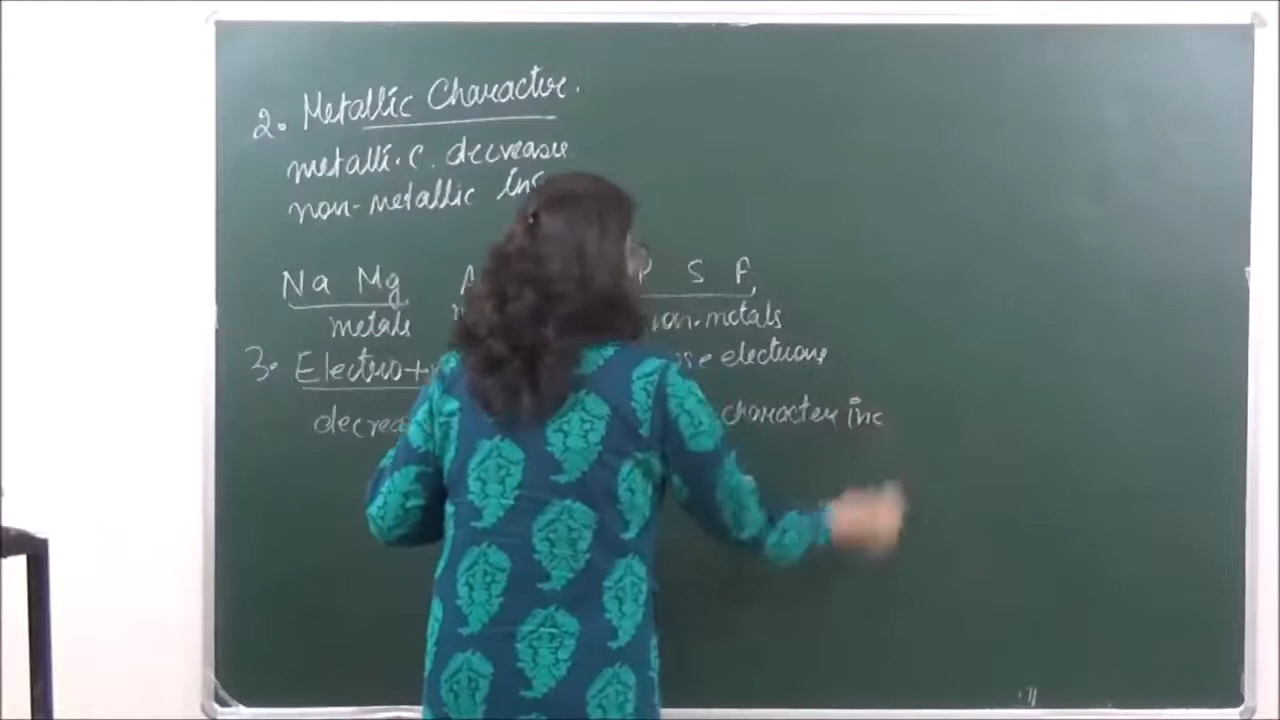 2. Metallic Character.
metalli.c. decrease
non-metallic inc
Na Mg A P S F
metals non-metals
3. Electro+ electrons
decrea character inc